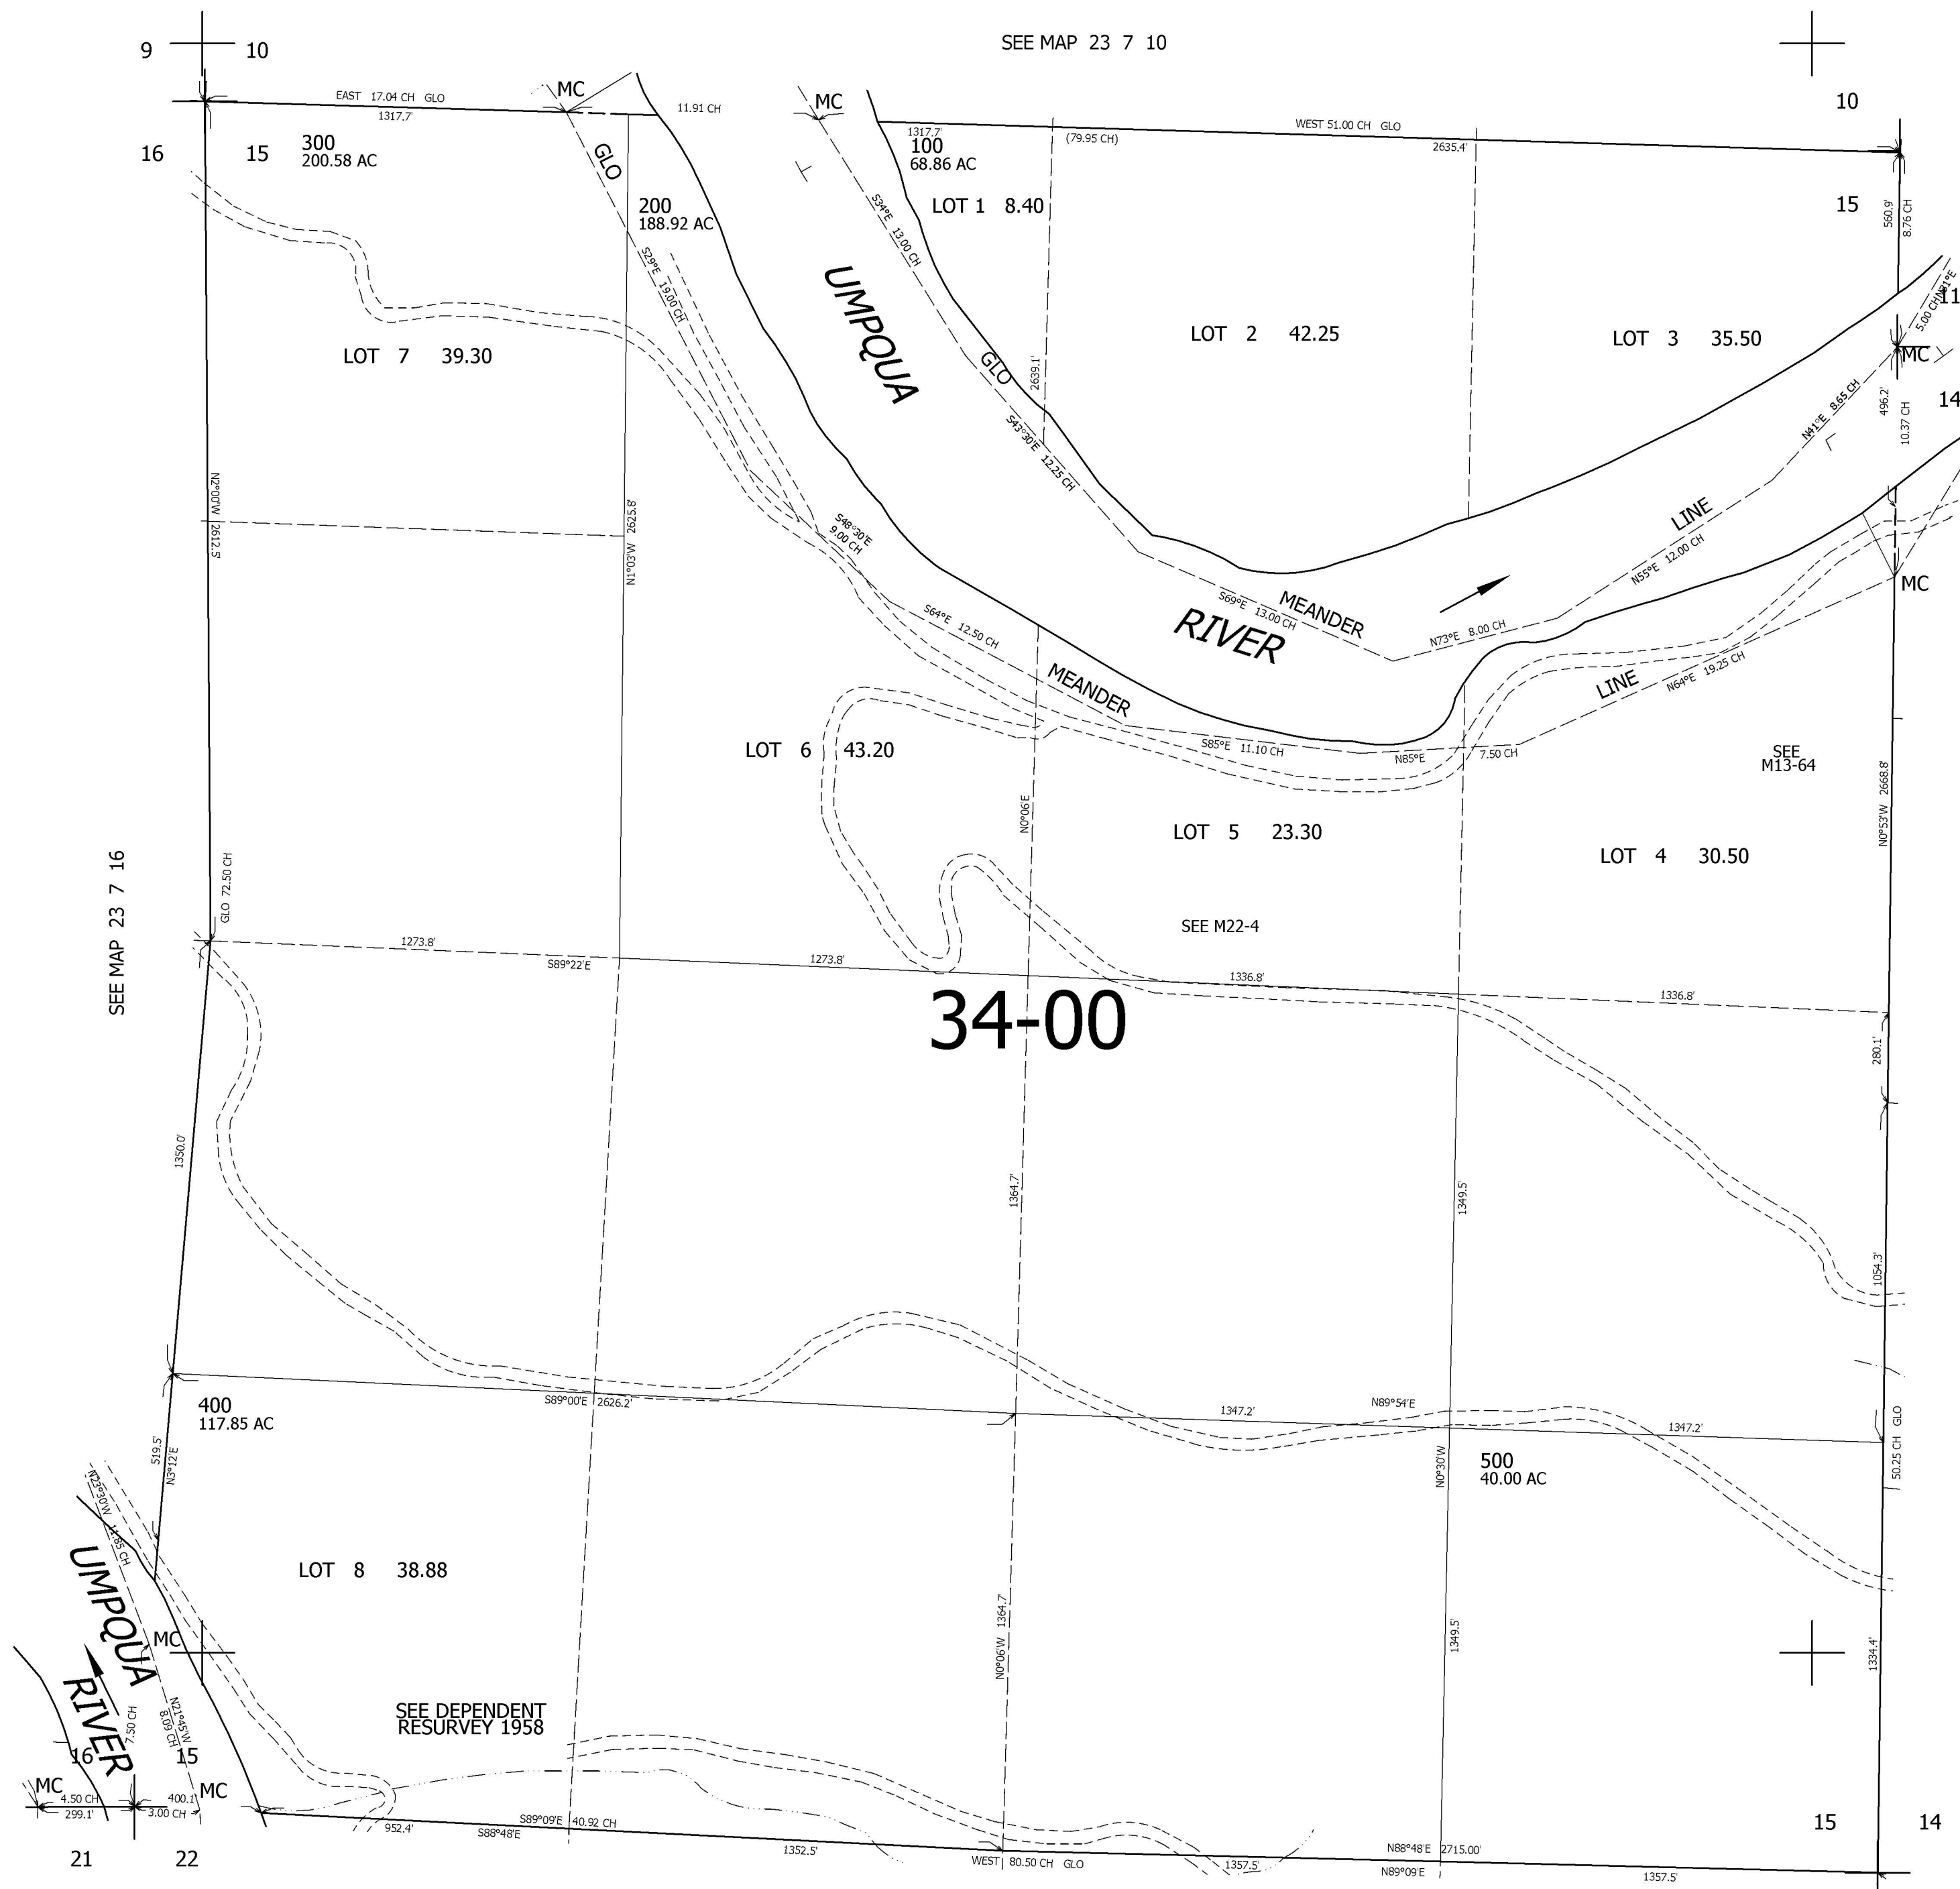 9
10
SEE MAP 23 7 10
10
16
15
15
11
14
EAST 17.04 CH GLO
1317.7'
MC
11.91 CH
MC
1317.7'
(79.95 CH)
WEST 51.00 CH GLO
2635.4'
300
200.58 AC
GLO
200
188.92 AC
100
68.86 AC
LOT 1 8.40
560.9'
8.76 CH
S29°E 19.00 CH
S34°E 13.00 CH
UMPQUA
LOT 2 42.25
LOT 3 35.50
5.00 CH
N31°E
MC
LOT 7 39.30
GLO
2639.1'
496.2'
10.37 CH
N41°E 8.65 CH
S43°30'E 12.25 CH
N2°00'W 2612.5'
N1°03'W 2625.8'
S48°30'E
9.00 CH
LINE
N55°E 12.00 CH
MC
S64°E 12.50 CH
S69°E 13.00 CH
MEANDER
RIVER
N73°E 8.00 CH
MEANDER
LINE
N64°E 19.25 CH
S85°E 11.10 CH
N85°E
7.50 CH
LOT 6 43.20
SEE
M13-64
N0°06'E
N0°53'W 2668.8'
LOT 5 23.30
LOT 4 30.50
SEE MAP 23 7 16
GLO 72.50 CH
SEE M22-4
1273.8'
S89°22'E
1273.8'
1336.8'
1336.8'
34-00
280.1'
1350.0'
1364.7'
1349.5'
1054.3'
S89°00'E 2626.2'
1347.2'
N89°54'E
1347.2'
400
117.85 AC
519.5'
N3°12'E
500
40.00 AC
N0°30'W
50.25 CH GLO
N23°30'W 11.85 CH
LOT 8 38.88
UMPQUA
RIVER
MC
N0°06'W 1364.7'
1349.5'
1334.4'
7.50 CH
N21°45'W
8.09 CH
SEE DEPENDENT
RESURVEY 1958
16
15
MC
4.50 CH
299.1'
400.1'
3.00 CH
MC
21
22
952.4'
S89°09'E 40.92 CH
S88°48'E
1352.5'
WEST 80.50 CH GLO
1357.5'
N88°48'E 2715.00'
N89°09'E
1357.5'
15
14